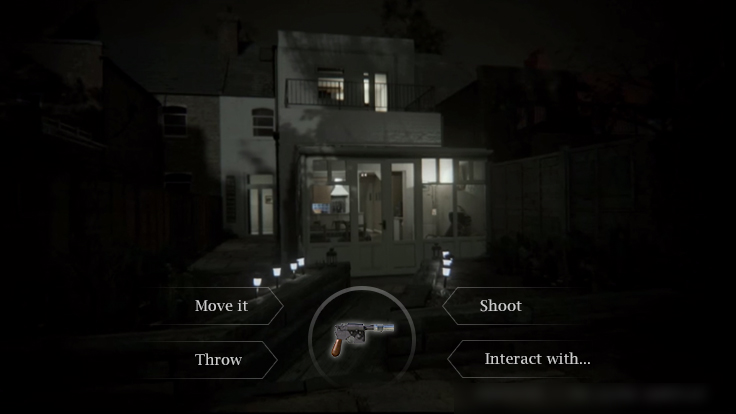 Move it
Shoot
Throw
Interact with...